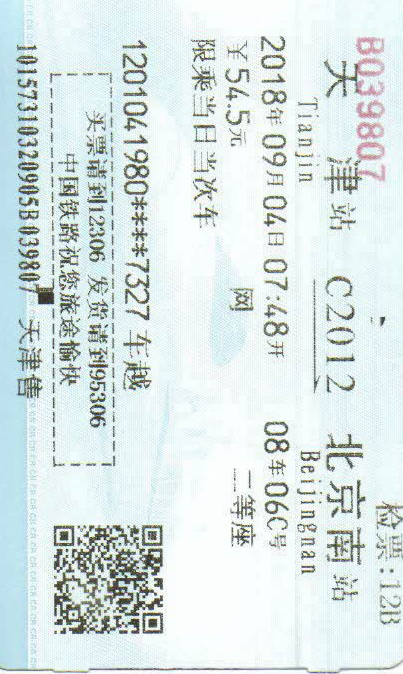 B039807
检票:12B
天津站 C2012 北京南站
Tianjin Beijingnan
2018年09月04日07:48开 08车06C号
¥54.5元 网 二等座
限乘当日当次车
1201041980****7327 车越
买票请到12306 发货请到95306
中国铁路祝您旅途愉快
10157310320905B039807 天津售